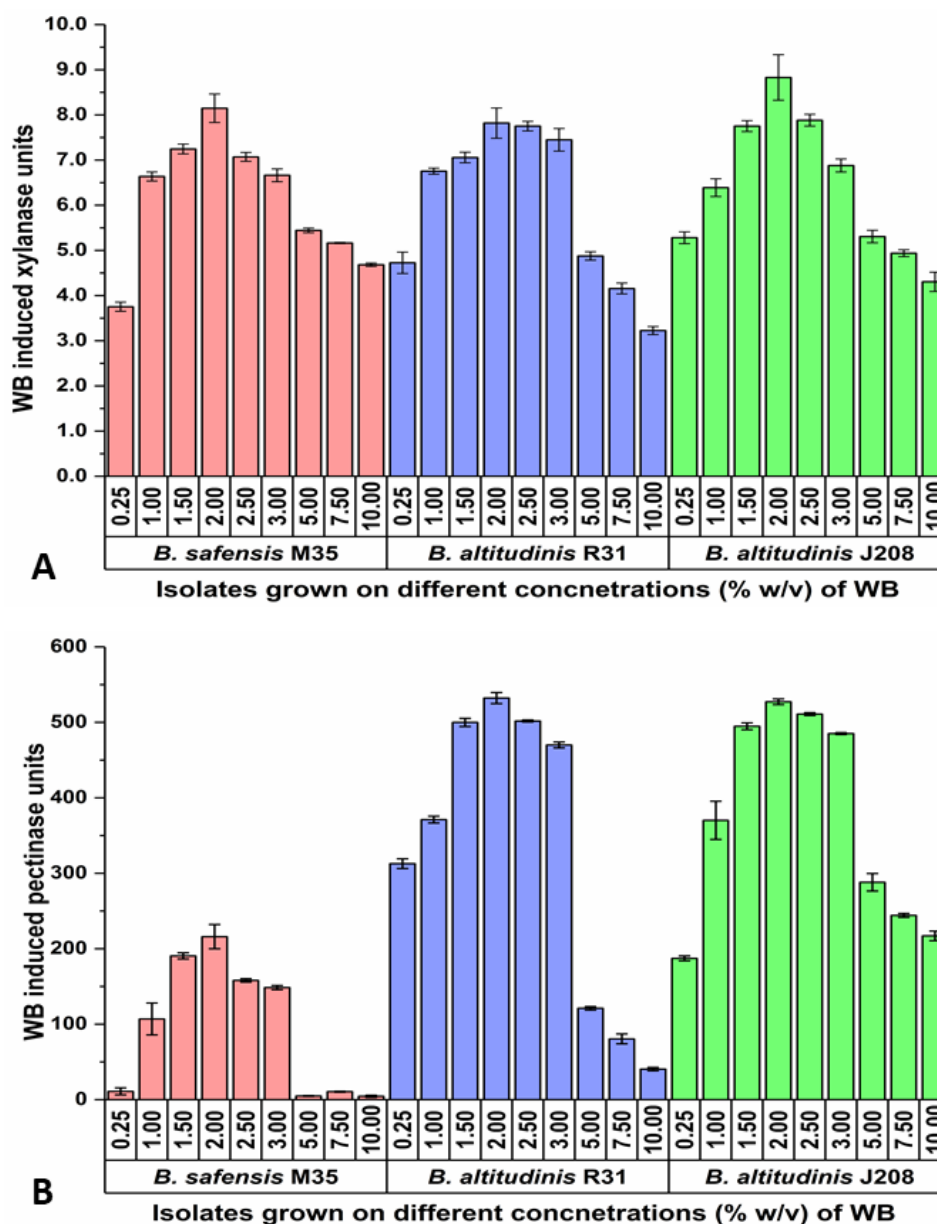 10.0
9.0
8.0
7.0
6.0
5.0
4.0
3.0
2.0
1.0
0.0
WB induced xylanase units
0.25 1.00 1.50 2.00 2.50 3.00 5.00 7.50 10.00 0.25 1.00 1.50 2.00 2.50 3.00 5.00 7.50 10.00 0.25 1.00 1.50 2.00 2.50 3.00 5.00 7.50 10.00
B. safensis M35 B. altitudinis R31 B. altitudinis J208
A
Isolates grown on different concnetrations (% w/v) of WB
600
500
400
300
200
100
0
WB induced pectinase units
0.25 1.00 1.50 2.00 2.50 3.00 5.00 7.50 10.00 0.25 1.00 1.50 2.00 2.50 3.00 5.00 7.50 10.00 0.25 1.00 1.50 2.00 2.50 3.00 5.00 7.50 10.00
B. safensis M35 B. altitudinis R31 B. altitudinis J208
B
Isolates grown on different concnetrations (% w/v) of WB